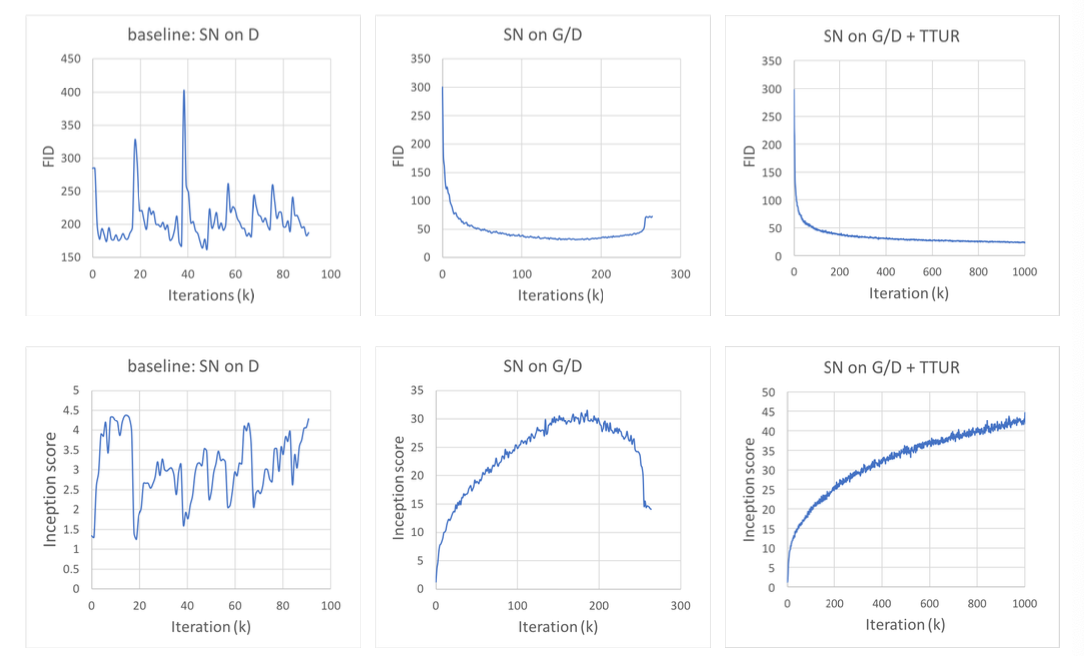 baseline: SN on D
450
400
350
300
250
200
150
FID
0 20 40 60 80 100
Iterations (k)
SN on G/D
350
300
250
200
150
100
50
0
FID
0 100 200 300
Iterations (k)
SN on G/D + TTUR
350
300
250
200
150
100
50
0
FID
0 200 400 600 800 1000
Iteration (k)
baseline: SN on D
5
4.5
4
3.5
3
2.5
2
1.5
1
0.5
0
Inception score
0 20 40 60 80 100
Iteration (k)
SN on G/D
35
30
25
20
15
10
5
0
Inception score
0 100 200 300
Iteration (k)
SN on G/D + TTUR
50
45
40
35
30
25
20
15
10
5
0
Inception score
0 200 400 600 800 1000
Iteration (k)